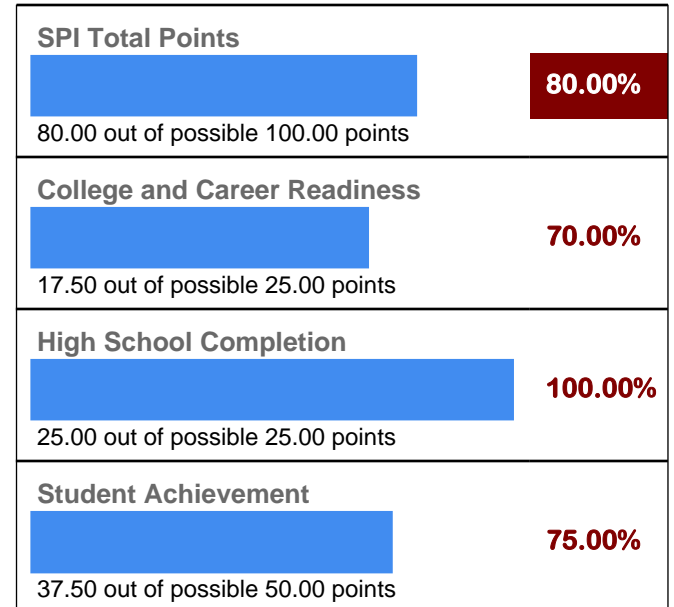 SPI Total Points
80.00%
80.00 out of possible 100.00 points
College and Career Readiness
70.00%
17.50 out of possible 25.00 points
High School Completion
100.00%
25.00 out of possible 25.00 points
Student Achievement
75.00%
37.50 out of possible 50.00 points